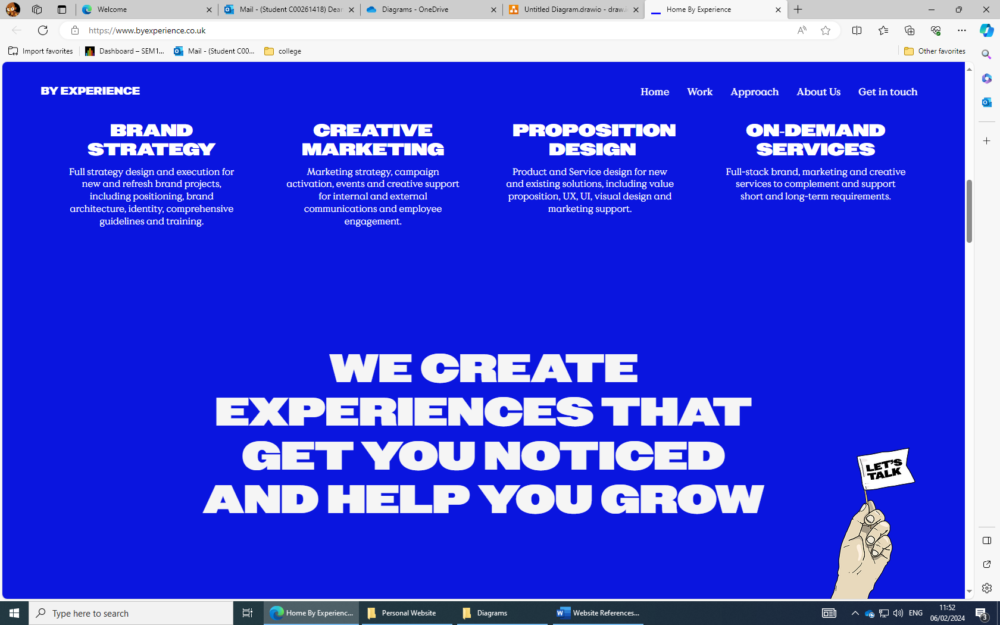 Welcome
Mail - (Student C00261418) Dear
Diagrams - OneDrive
Untitled Diagram.drawio - draw.i
Home By Experience
https://www.byexperience.co.uk
Import favorites
Dashboard – SEM1...
Mail - (Student C00...
college
Other favorites
BY EXPERIENCE
Home
Work
Approach
About Us
Get in touch
BRAND
STRATEGY
Full strategy design and execution for
new and refresh brand projects,
including positioning, brand
architecture, identity, comprehensive
guidelines and training.
CREATIVE
MARKETING
Marketing strategy, campaign
activation, events and creative support
for internal and external
communications and employee
engagement.
PROPOSITION
DESIGN
Product and Service design for new
and existing solutions, including value
proposition, UX, UI, visual design and
marketing support.
ON-DEMAND
SERVICES
Full-stack brand, marketing and creative
services to complement and support
short and long-term requirements.
WE CREATE
EXPERIENCES THAT
GET YOU NOTICED
AND HELP YOU GROW
LET'S
TALK
Type here to search
Home By Experienc...
Personal Website
Diagrams
Website References...
ENG
11:52
06/02/2024
3